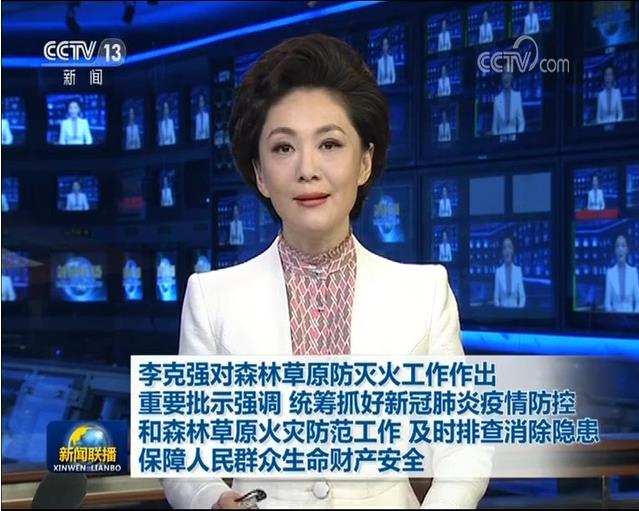 CCTV 13
新闻
CCTV.com
李克强对森林草原防灭火工作作出
重要批示强调 统筹抓好新冠肺炎疫情防控
和森林草原火灾防范工作 及时排查消除隐患
保障人民群众生命财产安全
新闻联播
XINWEN LIANBO